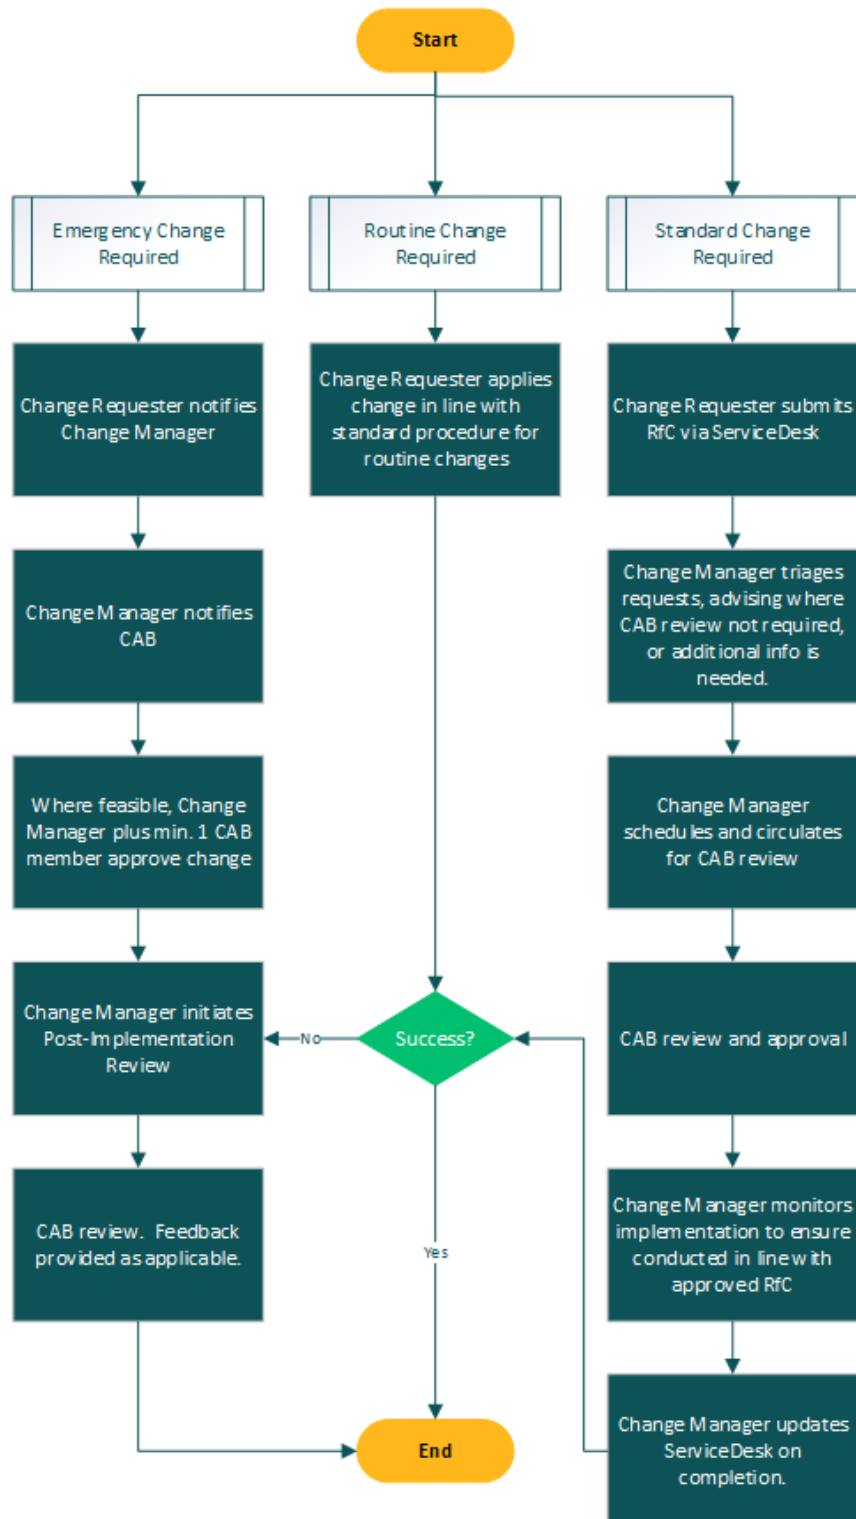 Start
Emergency Change
Required
Routine Change
Required
Standard Change
Required
Change Requester notifies
Change Manager
Change Requester applies
change in line with
standard procedure for
routine changes
Change Requester submits
RfC via ServiceDesk
Change Manager notifies
CAB
Change Manager triages
requests, advising where
CAB review not required,
or additional info is
needed.
Where feasible, Change
Manager plus min. 1 CAB
member approve change
Change Manager
schedules and circulates
for CAB review
Change Manager initiates
Post-Implementation
Review
No
Success?
CAB review and approval
CAB review.  Feedback
provided as applicable.
Yes
Change Manager monitors
implementation to ensure
conducted in line with
approved RfC
End
Change Manager updates
ServiceDesk on
completion.